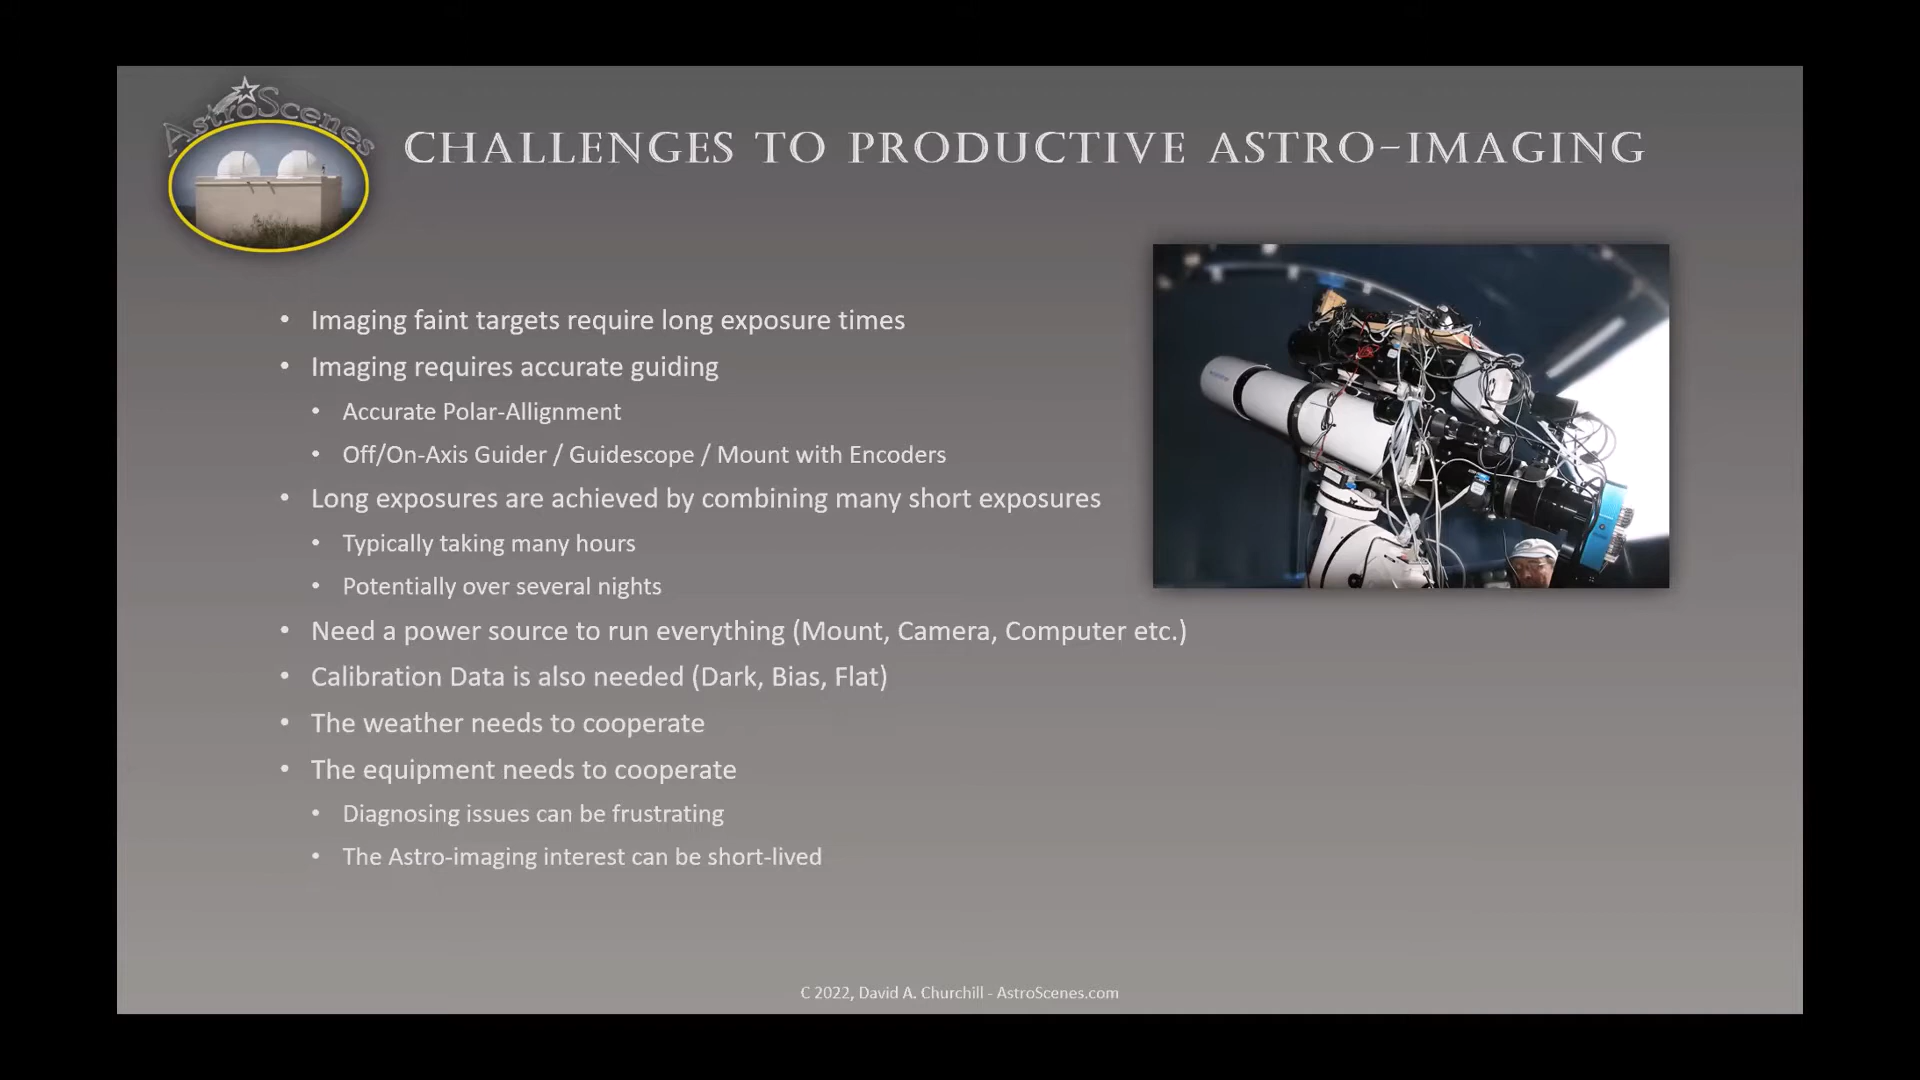 AstroScenes
CHALLENGES TO PRODUCTIVE ASTRO-IMAGING
• Imaging faint targets require long exposure times
• Imaging requires accurate guiding
• Accurate Polar-Allignment
• Off/On-Axis Guider / Guidescope / Mount with Encoders
• Long exposures are achieved by combining many short exposures
• Typically taking many hours
• Potentially over several nights
• Need a power source to run everything (Mount, Camera, Computer etc.)
• Calibration Data is also needed (Dark, Bias, Flat)
• The weather needs to cooperate
• The equipment needs to cooperate
• Diagnosing issues can be frustrating
• The Astro-imaging interest can be short-lived
C 2022, David A. Churchill - AstroScenes.com